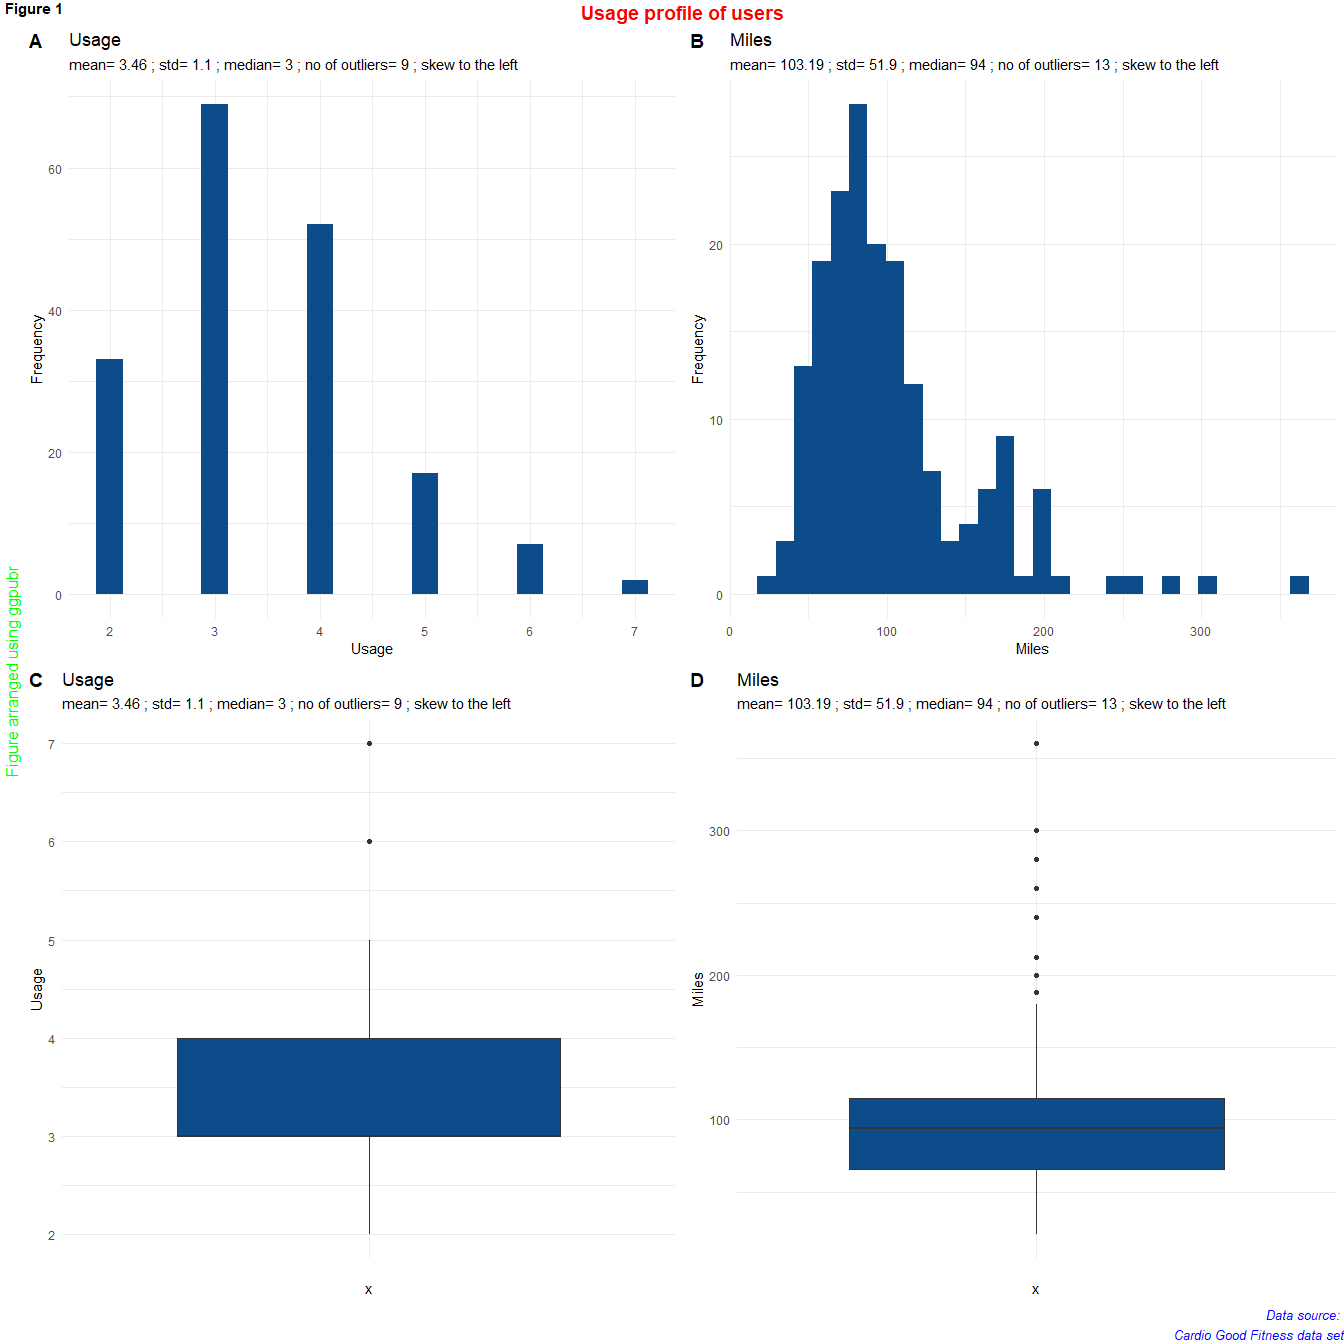 Figure 1
Usage profile of users
A
Usage
mean= 3.46 ; std= 1.1 ; median= 3 ; no of outliers= 9 ; skew to the left
Frequency
60
40
20
0
2 3 4 5 6 7
Usage
B
Miles
mean= 103.19 ; std= 51.9 ; median= 94 ; no of outliers= 13 ; skew to the left
Frequency
20
10
0
0 100 200 300
Miles
Figure arranged using ggpubr
C
Usage
mean= 3.46 ; std= 1.1 ; median= 3 ; no of outliers= 9 ; skew to the left
Usage
7
6
5
4
3
2
x
D
Miles
mean= 103.19 ; std= 51.9 ; median= 94 ; no of outliers= 13 ; skew to the left
Miles
300
200
100
x
Data source:
Cardio Good Fitness data set